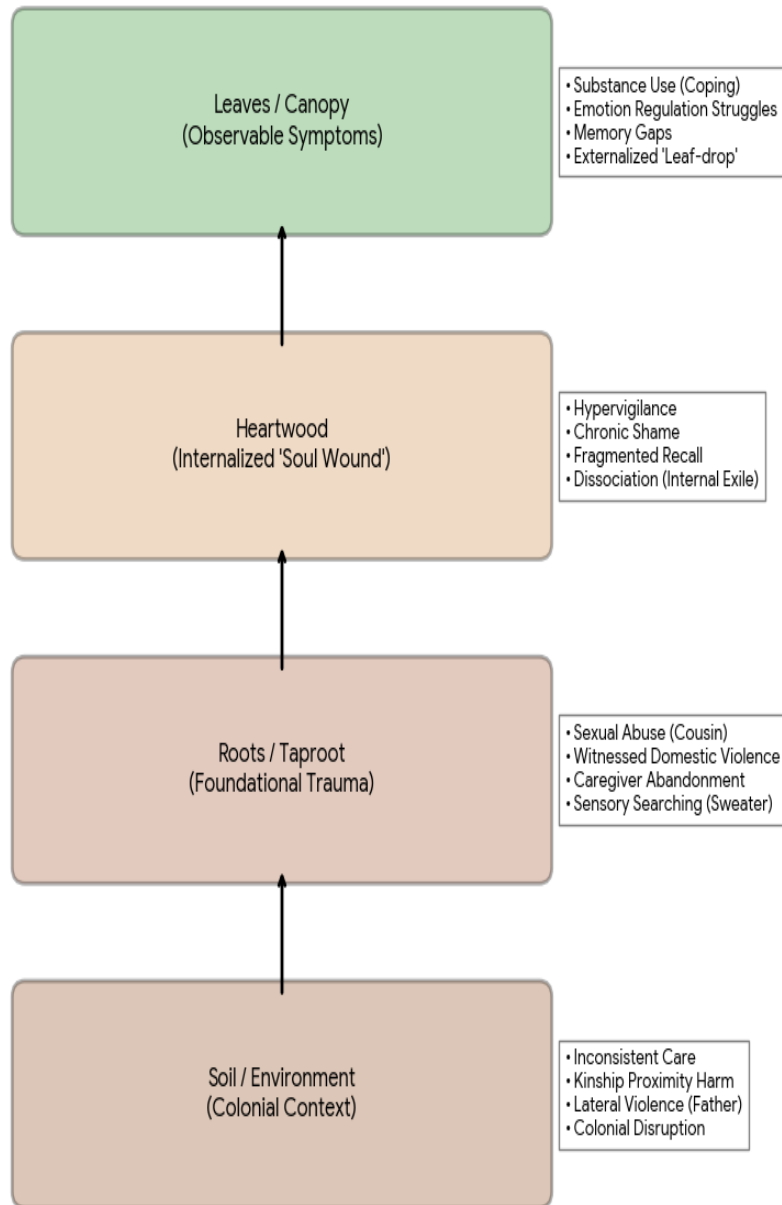 Leaves / Canopy
(Observable Symptoms)
• Substance Use (Coping)
• Emotion Regulation Struggles
• Memory Gaps
• Externalized 'Leaf-drop'
Heartwood
(Internalized 'Soul Wound')
• Hypervigilance
• Chronic Shame
• Fragmented Recall
• Dissociation (Internal Exile)
Roots / Taproot
(Foundational Trauma)
• Sexual Abuse (Cousin)
• Witnessed Domestic Violence
• Caregiver Abandonment
• Sensory Searching (Sweater)
Soil / Environment
(Colonial Context)
• Inconsistent Care
• Kinship Proximity Harm
• Lateral Violence (Father)
• Colonial Disruption